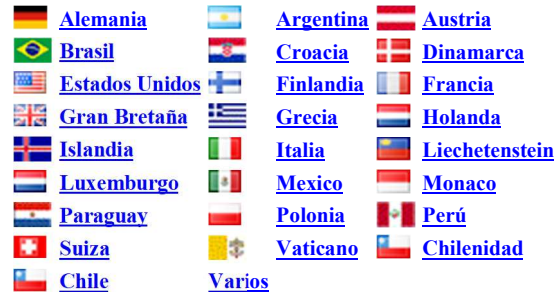 Alemania Argentina Austria
Brasil Croacia Dinamarca
Estados Unidos Finlandia Francia
Gran Bretaña Grecia Holanda
Islandia Italia Liechetenstein
Luxemburgo Mexico Monaco
Paraguay Polonia Perú
Suiza Vaticano Chilenidad
Chile Varios